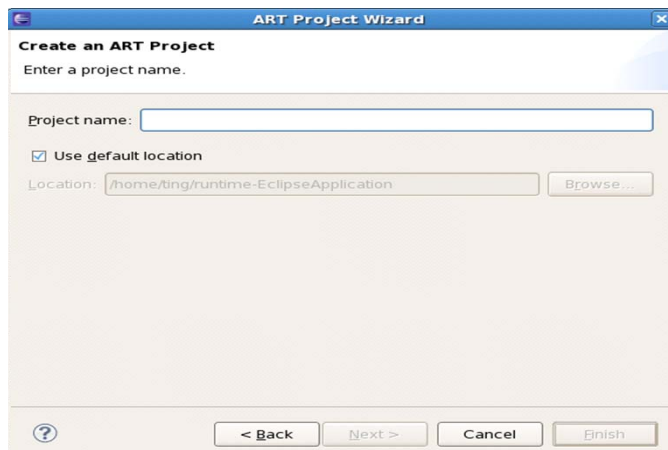 ART Project Wizard
Create an ART Project
Enter a project name.
Project name:
Use default location
Location: /home/ting/runtime-EclipseApplication Browse...
? < Back Next > Cancel Finish